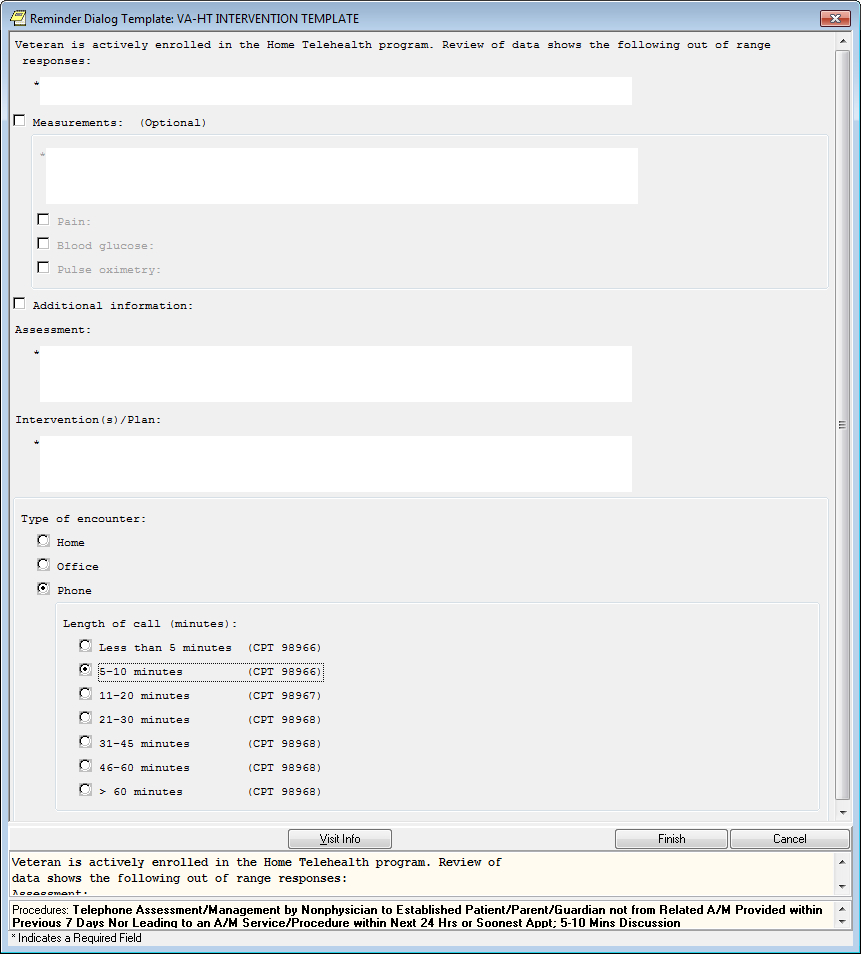 Reminder Dialog Template: VA-HT INTERVENTION TEMPLATE
Veteran is actively enrolled in the Home Telehealth program. Review of data shows the following out of range
responses:
*
Measurements: (Optional)
*
Pain:
Blood glucose:
Pulse oximetry:
Additional information:
Assessment:
*
Intervention(s)/Plan:
*
Type of encounter:
Home
Office
Phone
Length of call (minutes):
Less than 5 minutes (CPT 98966)
5-10 minutes (CPT 98966)
11-20 minutes (CPT 98967)
21-30 minutes (CPT 98968)
31-45 minutes (CPT 98968)
46-60 minutes (CPT 98968)
> 60 minutes (CPT 98968)
Visit Info Finish Cancel
Veteran is actively enrolled in the Home Telehealth program. Review of
data shows the following out of range responses:
Assessment:
Procedures: Telephone Assessment/Management by Nonphysician to Established Patient/Parent/Guardian not from Related A/M Provided within
Previous 7 Days Nor Leading to an A/M Service/Procedure within Next 24 Hrs or Soonest Appt; 5-10 Mins Discussion
* Indicates a Required Field